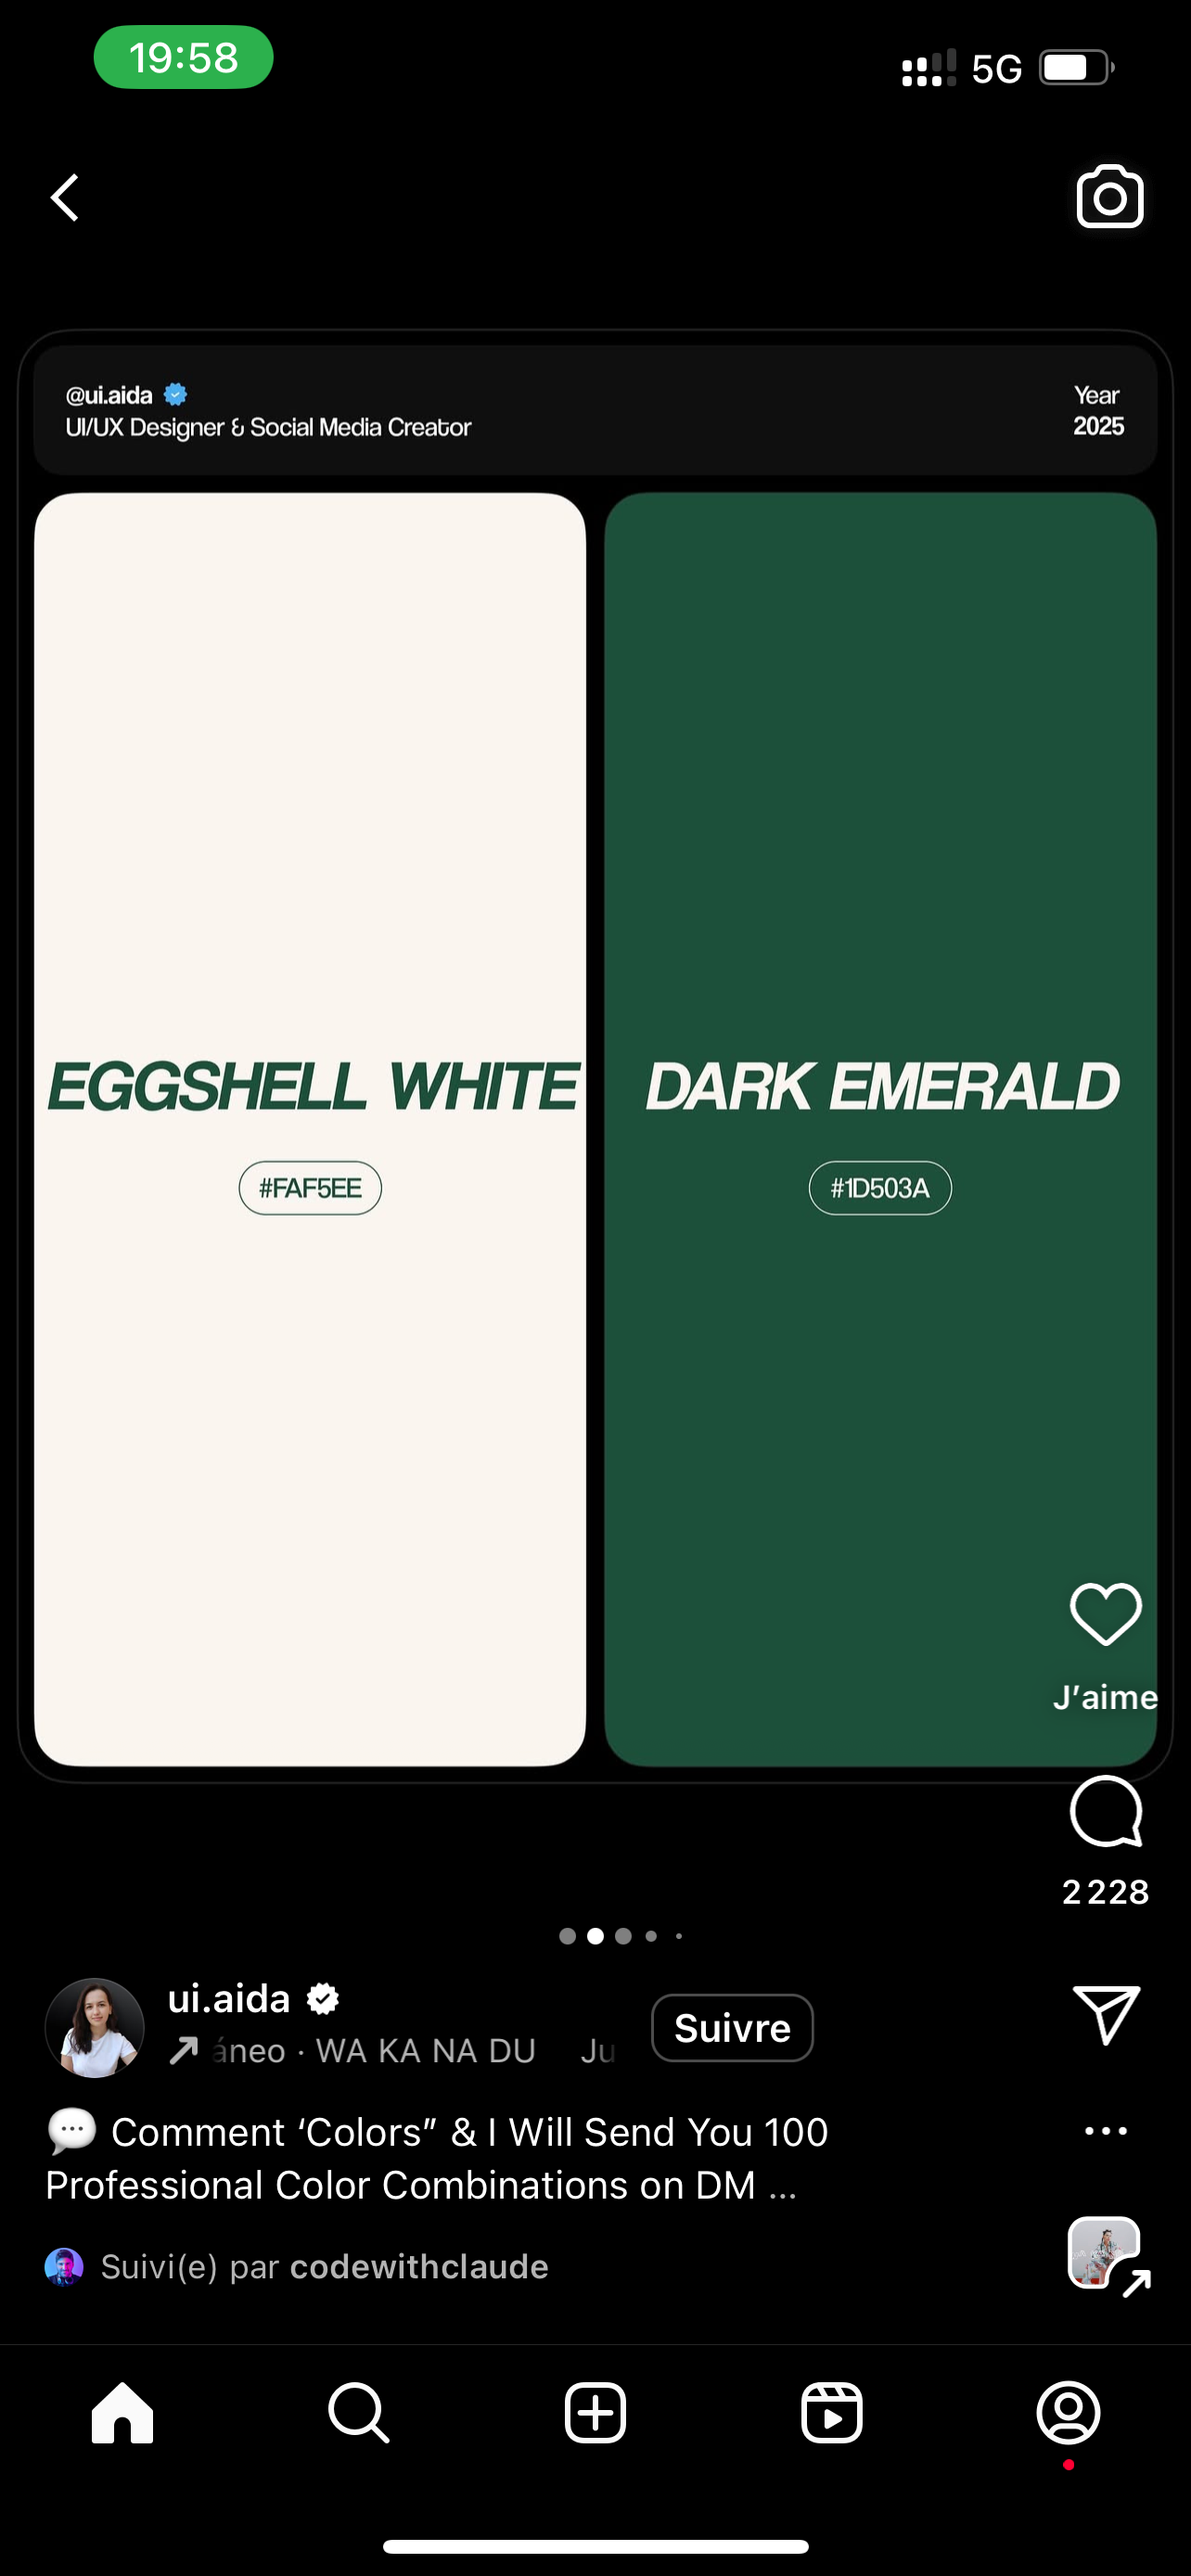 19:58
5G
@ui.aida
UI/UX Designer & Social Media Creator
Year
2025
EGGSHELL WHITE
#FAF5EE
DARK EMERALD
#1D503A
J’aime
2 228
ui.aida
áneo · WA KA NA DU Ju
Suivre
Comment ‘Colors” & I Will Send You 100
Professional Color Combinations on DM ...
Suivi(e) par codewithclaude